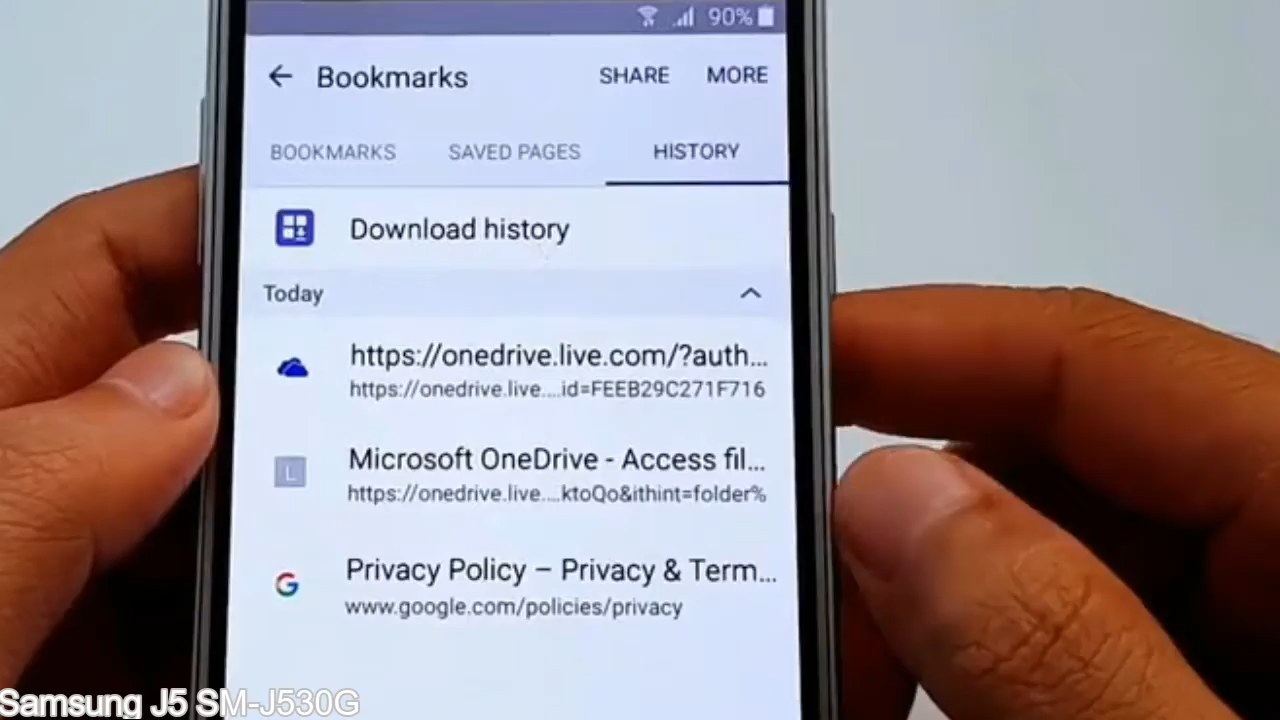 90%
Bookmarks SHARE MORE
BOOKMARKS SAVED PAGES HISTORY
Download history
Today
https://onedrive.live.com/?auth...
https://onedrive.live....id=FEEB29C271F716
L
Microsoft OneDrive - Access fil...
https://onedrive.live....ktoQo&ithint=folder%
G
Privacy Policy – Privacy & Term...
www.google.com/policies/privacy
Samsung J5 SM-J530G